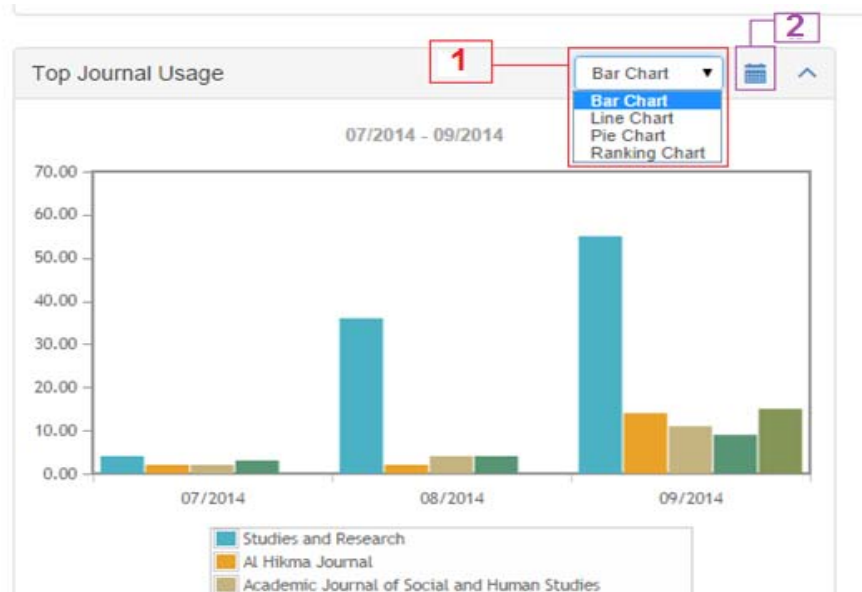 2
1
Top Journal Usage
Bar Chart
Bar Chart
Line Chart
Pie Chart
Ranking Chart
07/2014 - 09/2014
70.00
60.00
50.00
40.00
30.00
20.00
10.00
0.00
07/2014 08/2014 09/2014
Studies and Research
Al Hikma Journal
Academic Journal of Social and Human Studies